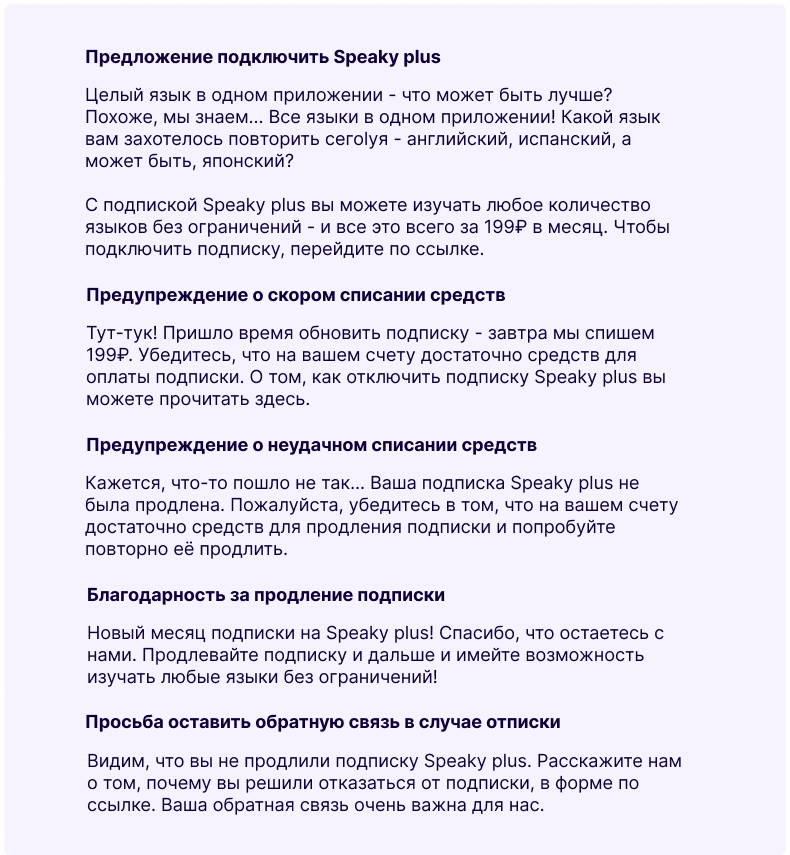 Предложение подключить Speaky plus
Целый язык в одном приложении - что может быть лучше?
Похоже, мы знаем... Все языки в одном приложении! Какой язык
вам захотелось повторить сегolуя - английский, испанский, а
может быть, японский?
С подпиской Speaky plus вы можете изучать любое количество
языков без ограничений - и все это всего за 199₽ в месяц. Чтобы
подключить подписку, перейдите по ссылке.
Предупреждение о скором списании средств
Тут-тук! Пришло время обновить подписку - завтра мы спишем
199₽. Убедитесь, что на вашем счету достаточно средств для
оплаты подписки. О том, как отключить подписку Speaky plus вы
можете прочитать здесь.
Предупреждение о неудачном списании средств
Кажется, что-то пошло не так... Ваша подписка Speaky plus не
была продлена. Пожалуйста, убедитесь в том, что на вашем счету
достаточно средств для продления подписки и попробуйте
повторно её продлить.
Благодарность за продление подписки
Новый месяц подписки на Speaky plus! Спасибо, что остаетесь с
нами. Продлевайте подписку и дальше и имейте возможность
изучать любые языки без ограничений!
Просьба оставить обратную связь в случае отписки
Видим, что вы не продлили подписку Speaky plus. Расскажите нам
о том, почему вы решили отказаться от подписки, в форме по
ссылке. Ваша обратная связь очень важна для нас.